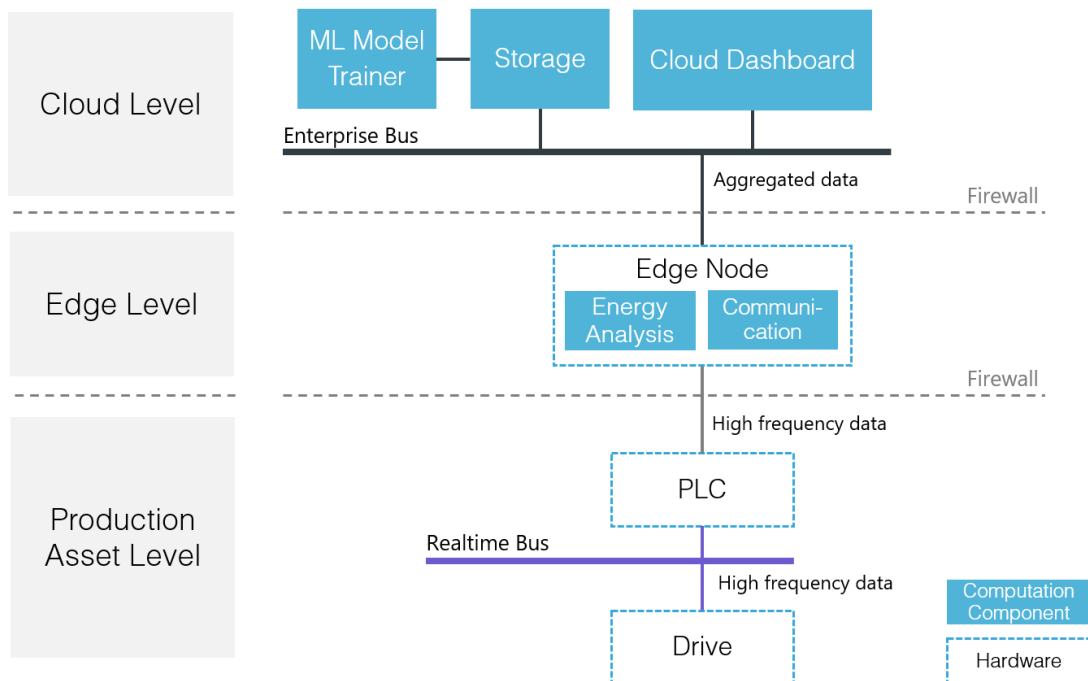 Cloud Level
ML Model
Trainer
Storage
Cloud Dashboard
Enterprise Bus
Aggregated data
Firewall
Edge Level
Edge Node
Energy
Analysis
Communi-
cation
Firewall
High frequency data
Production
Asset Level
PLC
Realtime Bus
High frequency data
Drive
Computation
Component
Hardware